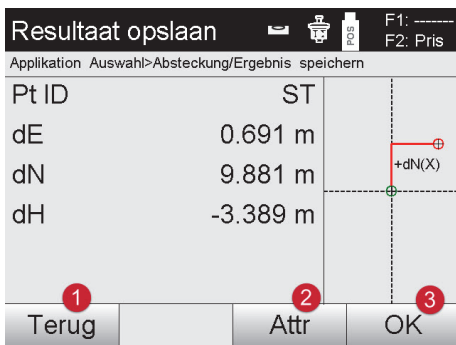 Resultaat opslaan
POS
F1: -------
F2: Pris
Applikation Auswahl>Absteckung/Ergebnis speichern
Pt ID ST
dE 0.691 m
dN 9.881 m
dH -3.389 m
+dN(X)
1 2 3
Terug Attr OK